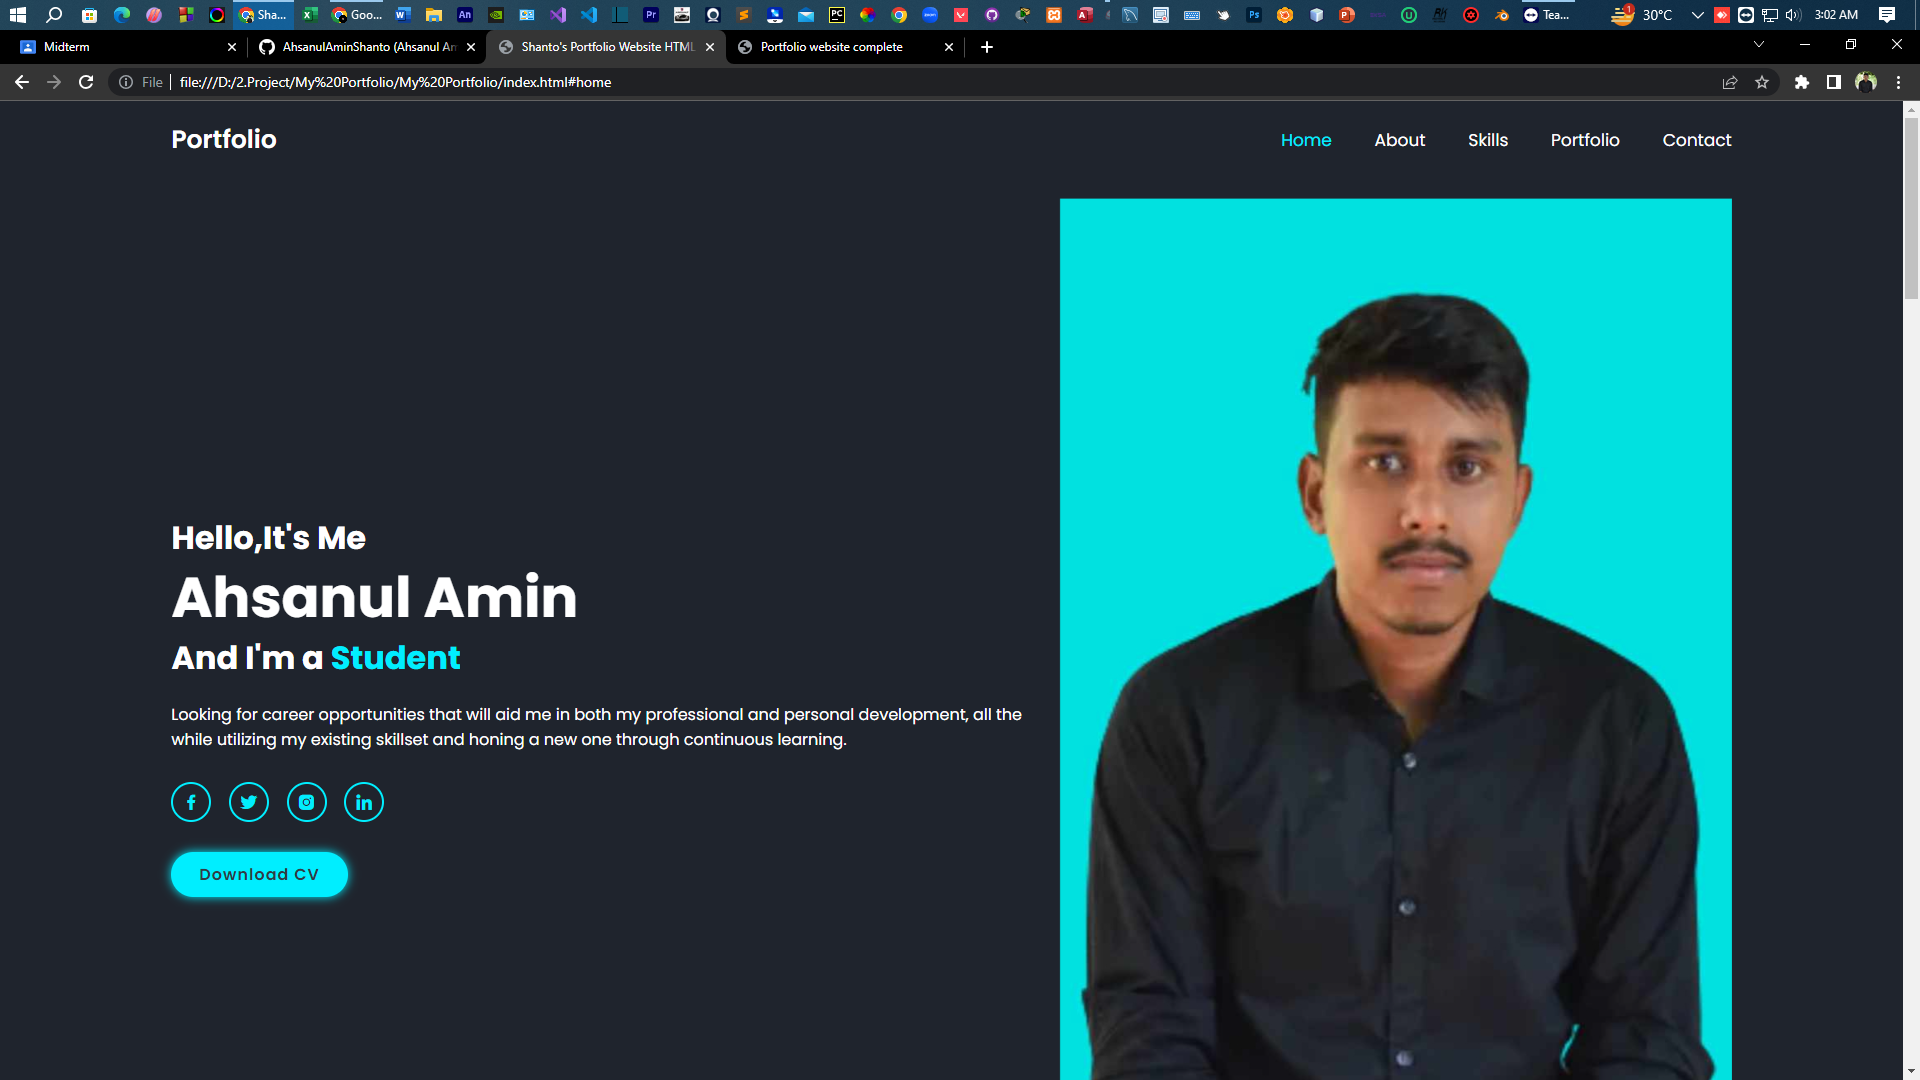 Sha...
Goo...
Tea...
30°C
3:02 AM
Midterm
AhsanulAminShanto (Ahsanul Am
Shanto's Portfolio Website HTML
Portfolio website complete
File
file:///D:/2.Project/My%20Portfolio/My%20Portfolio/index.html#home
Portfolio
Home
About
Skills
Portfolio
Contact
Hello,It's Me
Ahsanul Amin
And I'm a Student
Looking for career opportunities that will aid me in both my professional and personal development, all the
while utilizing my existing skillset and honing a new one through continuous learning.
Download CV